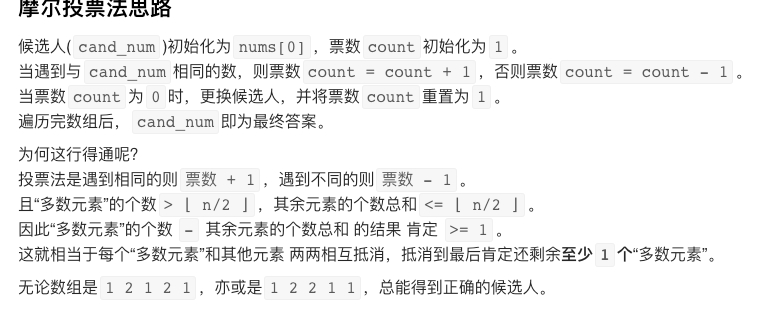 摩尔投票法思路
候选人( cand_num )初始化为 nums[0] ，票数 count 初始化为 1 。
当遇到与 cand_num 相同的数，则票数 count = count + 1 ，否则票数 count = count - 1 。
当票数 count 为 0 时，更换候选人，并将票数 count 重置为 1 。
遍历完数组后， cand_num 即为最终答案。
为何这行得通呢?
投票法是遇到相同的则 票数 + 1 ，遇到不同的则 票数 - 1 。
且“多数元素”的个数 > ⌊ n/2 ⌋ ，其余元素的个数总和 <= ⌊ n/2 ⌋ 。
因此“多数元素”的个数 - 其余元素的个数总和 的结果 肯定 >= 1 。
这就相当于每个“多数元素”和其他元素 两两相互抵消，抵消到最后肯定还剩余至少 1 个“多数元素”。
无论数组是 1 2 1 2 1 ，亦或是 1 2 2 1 1 ，总能得到正确的候选人。